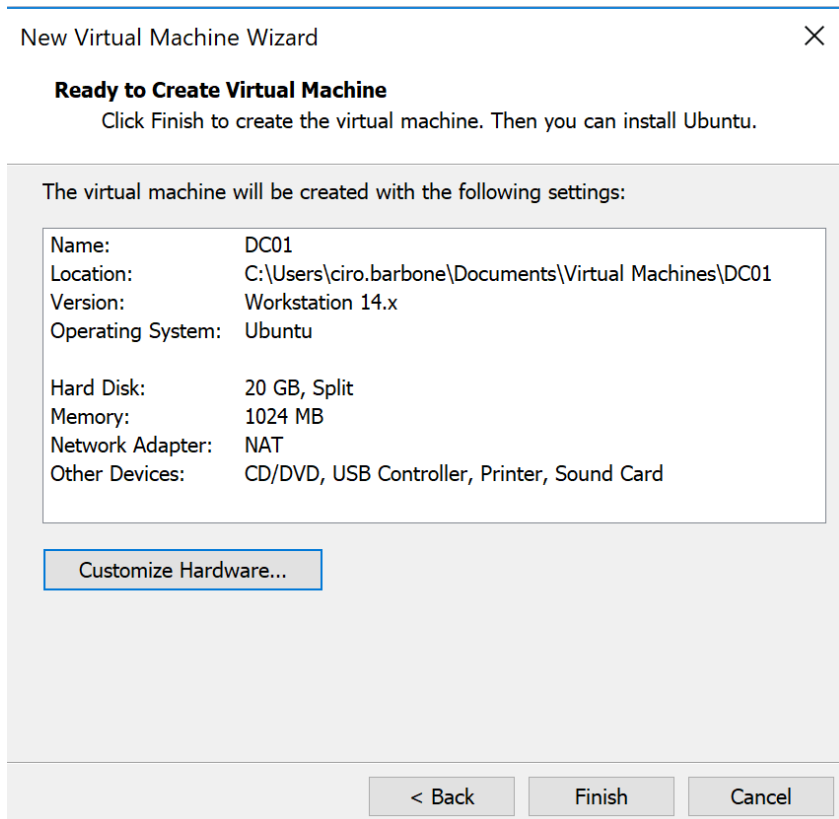 New Virtual Machine Wizard
Ready to Create Virtual Machine
Click Finish to create the virtual machine. Then you can install Ubuntu.
The virtual machine will be created with the following settings:
Name: DC01
Location: C:\Users\ciro.barbone\Documents\Virtual Machines\DC01
Version: Workstation 14.x
Operating System: Ubuntu
Hard Disk: 20 GB, Split
Memory: 1024 MB
Network Adapter: NAT
Other Devices: CD/DVD, USB Controller, Printer, Sound Card
Customize Hardware...
< Back Finish Cancel